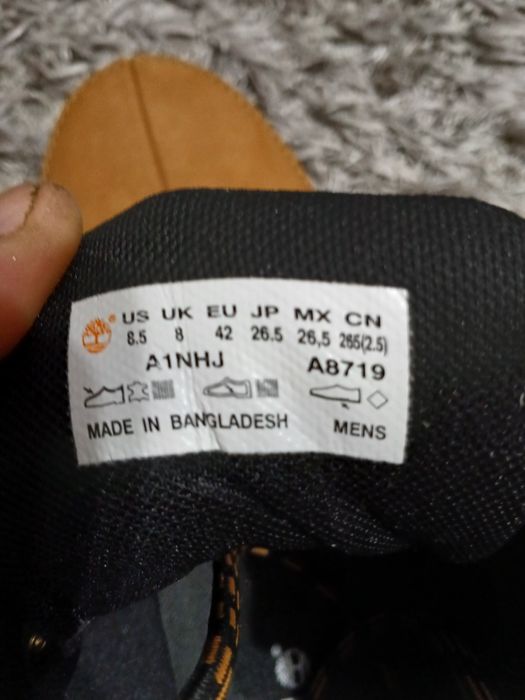 US UK EU JP MX CN
8.5 8 42 26.5 26,5 265(2.5)
A1NHJ A8719
MADE IN BANGLADESH MENS